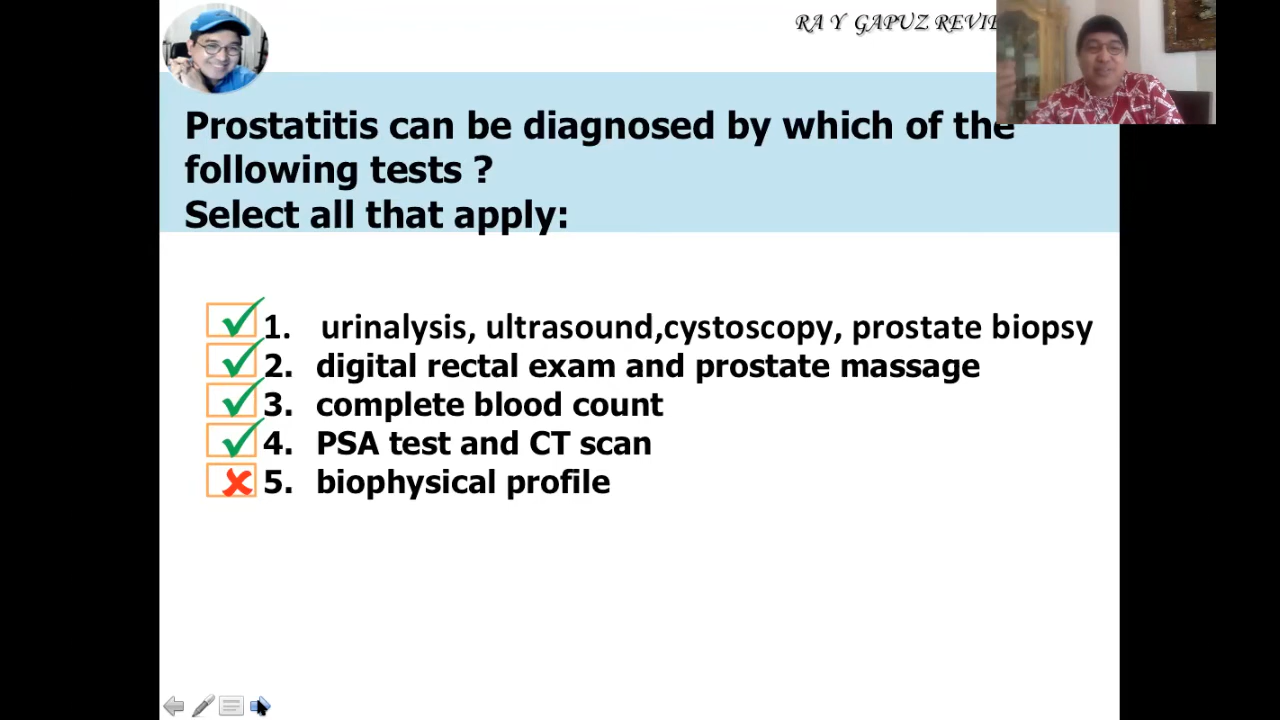 RAY GAPUZ
Prostatitis can be diagnosed by which of the
following tests ?
Select all that apply:
1. urinalysis, ultrasound,cystoscopy, prostate biopsy
2. digital rectal exam and prostate massage
3. complete blood count
4. PSA test and CT scan
5. biophysical profile